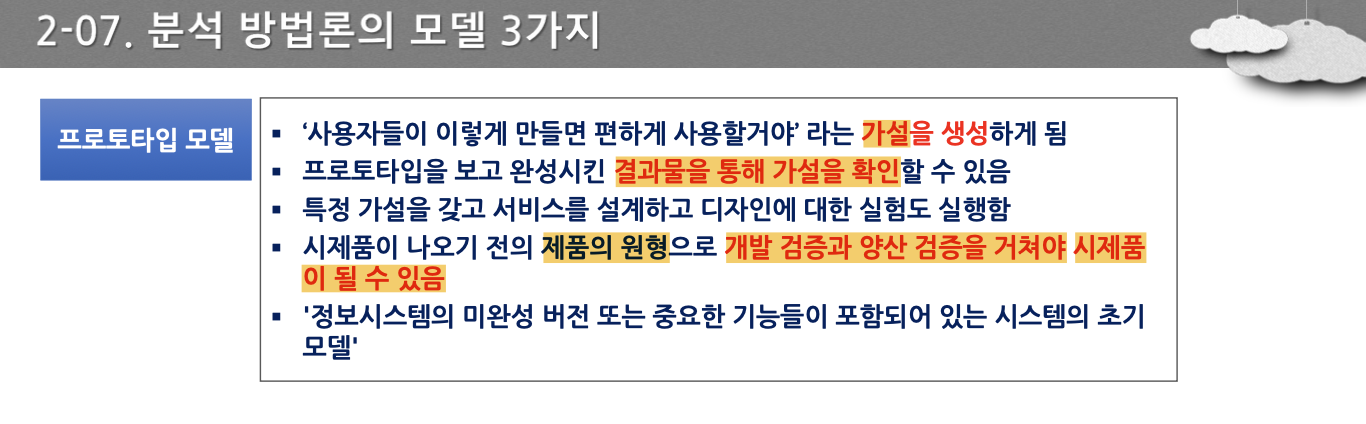 2-07. 분석 방법론의 모델 3가지
프로토타입 모델
▪ ‘사용자들이 이렇게 만들면 편하게 사용할거야’ 라는 가설을 생성하게 됨
▪ 프로토타입을 보고 완성시킨 결과물을 통해 가설을 확인할 수 있음
▪ 특정 가설을 갖고 서비스를 설계하고 디자인에 대한 실험도 실행함
▪ 시제품이 나오기 전의 제품의 원형으로 개발 검증과 양산 검증을 거쳐야 시제품
이 될 수 있음
▪ '정보시스템의 미완성 버전 또는 중요한 기능들이 포함되어 있는 시스템의 초기
모델'